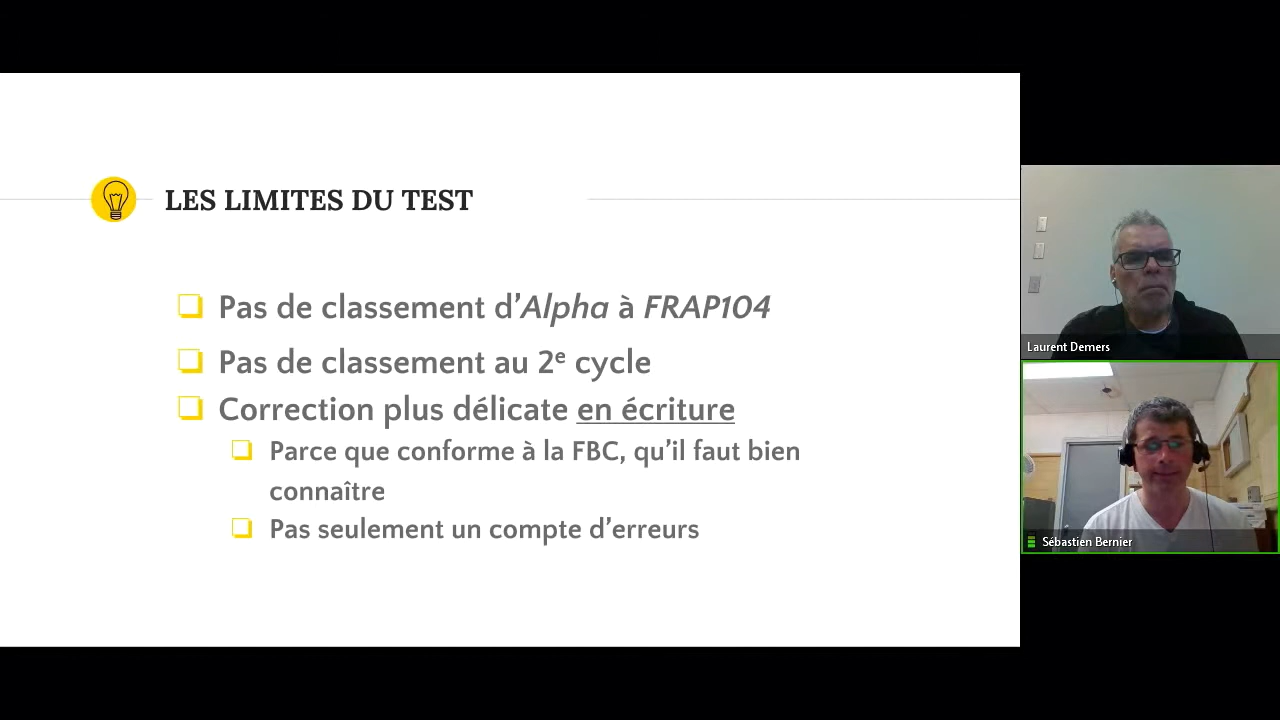 LES LIMITES DU TEST
Pas de classement d’Alpha à FRAP104
Pas de classement au 2ᵉ cycle
Correction plus délicate en écriture
Parce que conforme à la FBC, qu’il faut bien
connaître
Pas seulement un compte d’erreurs
Laurent Demers
Sébastien Bernier